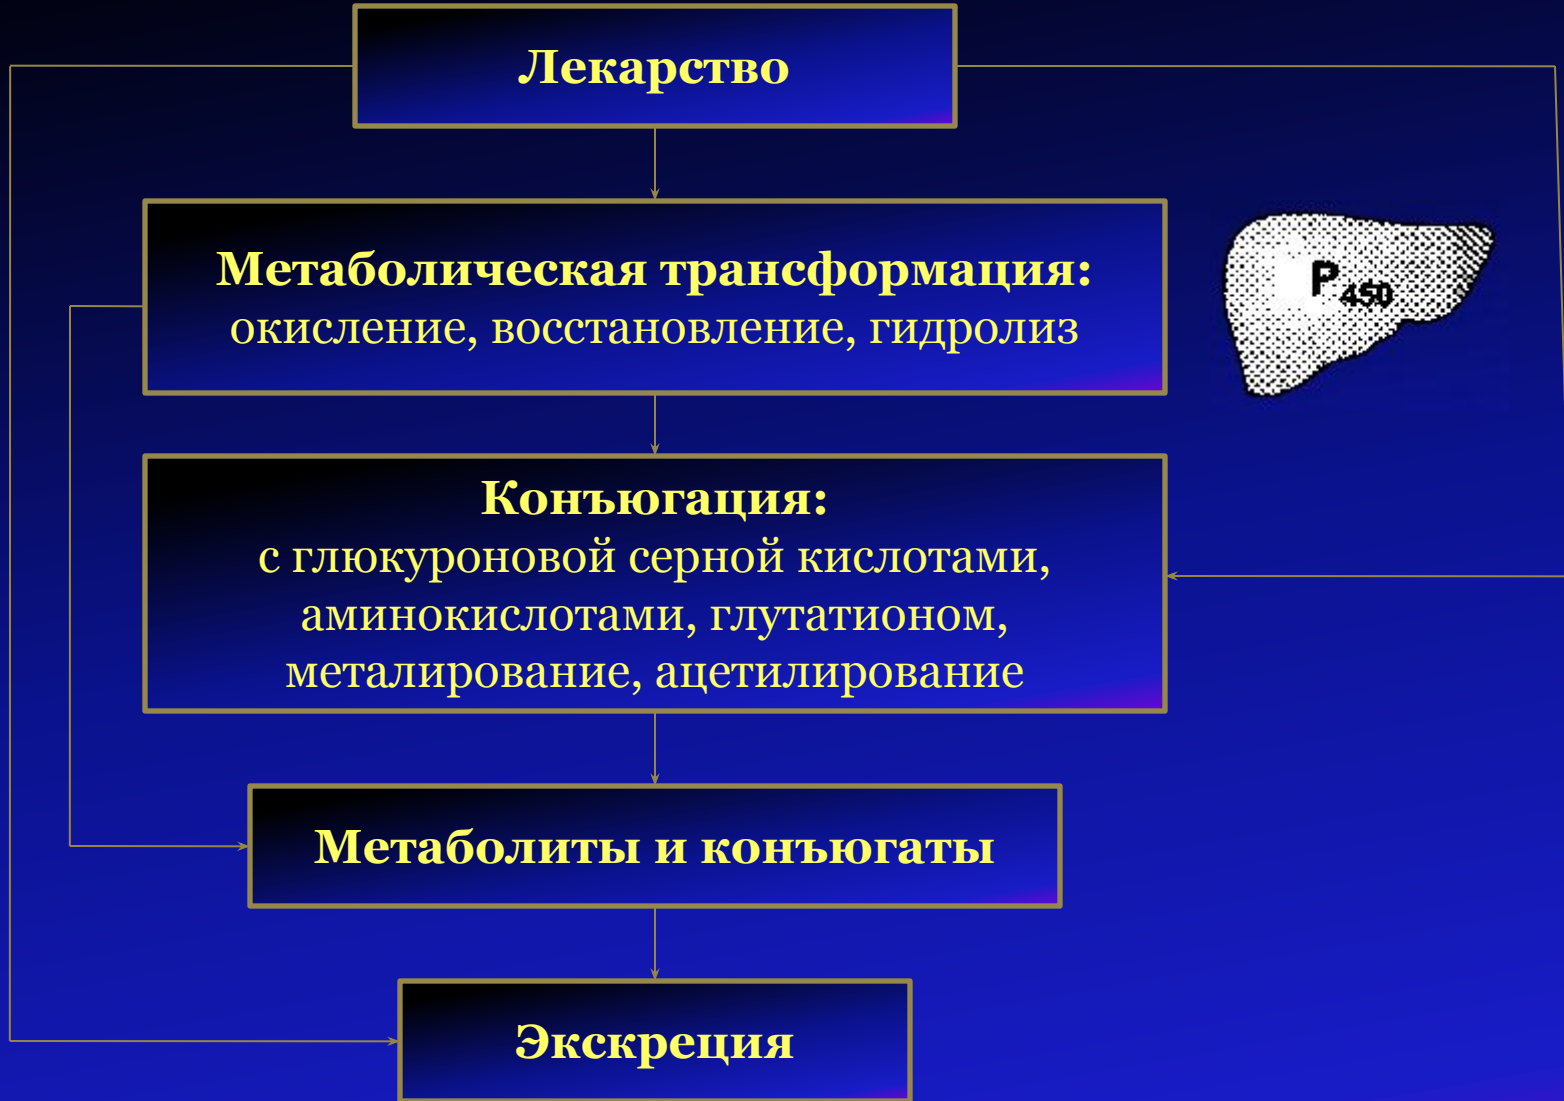 Лекарство
Метаболическая трансформация:
окисление, восстановление, гидролиз
P450
Конъюгация:
с глюкуроновой серной кислотами,
аминокислотами, глутатионом,
металирование, ацетилирование
Метаболиты и конъюгаты
Экскреция